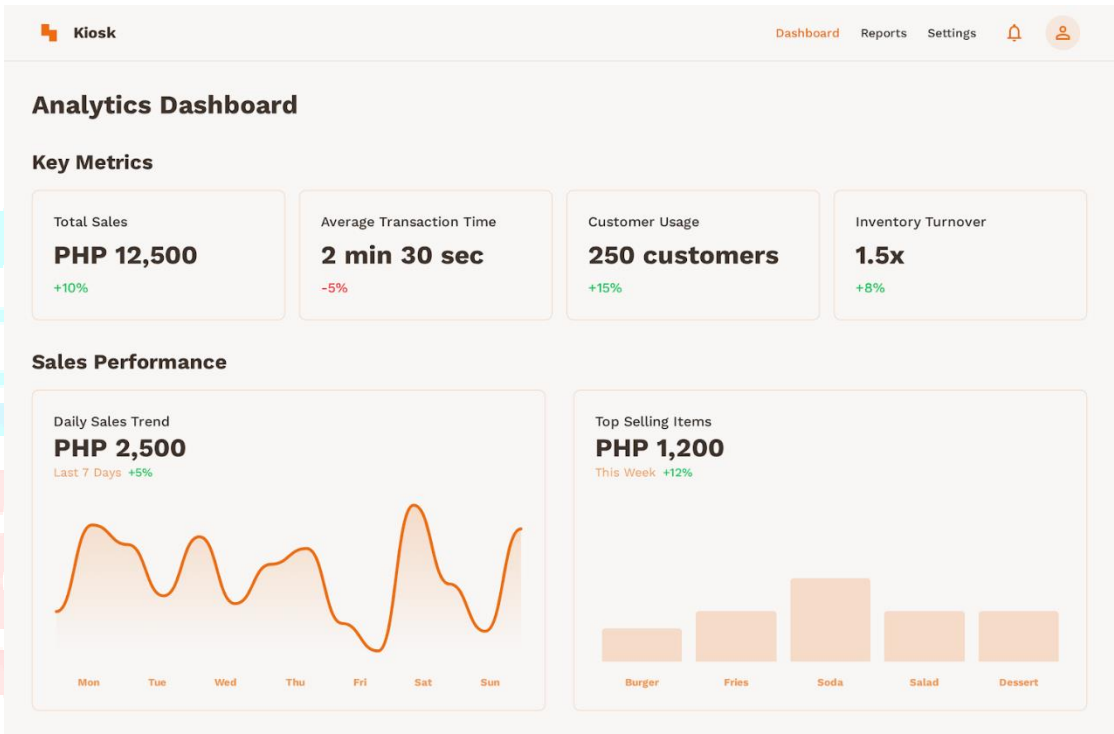 Kiosk
Dashboard Reports Settings
Analytics Dashboard
Key Metrics
Total Sales
PHP 12,500
+10%
Average Transaction Time
2 min 30 sec
-5%
Customer Usage
250 customers
+15%
Inventory Turnover
1.5x
+8%
Sales Performance
Daily Sales Trend
PHP 2,500
Last 7 Days +5%
Mon Tue Wed Thu Fri Sat Sun
Top Selling Items
PHP 1,200
This Week +12%
Burger Fries Soda Salad Dessert